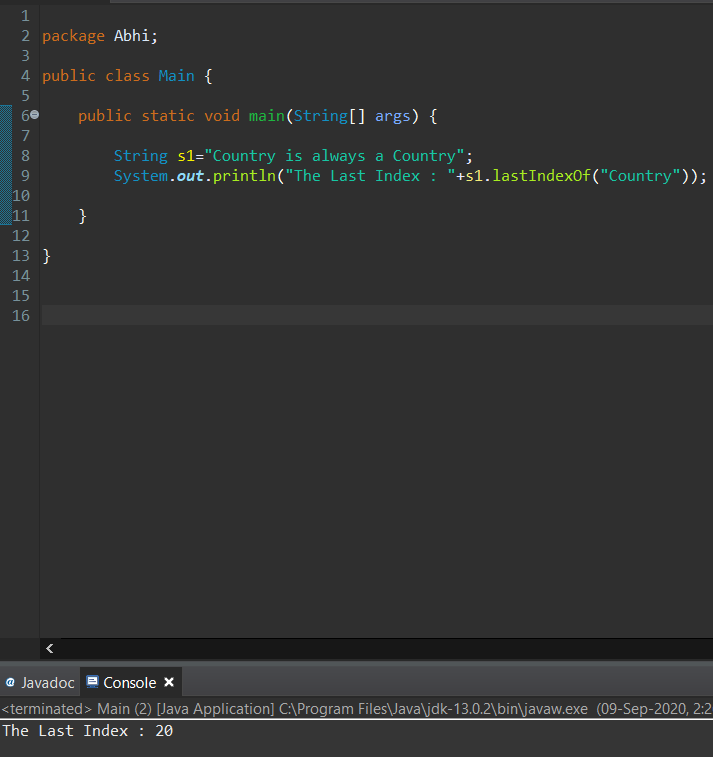 1
2 package Abhi;
3
4 public class Main {
5
6 public static void main(String[] args) {
7
8 String s1="Country is always a Country";
9 System.out.println("The Last Index : "+s1.lastIndexOf("Country"));
10
11 }
12
13 }
14
15
16
@ Javadoc Console
<terminated> Main (2) [Java Application] C:\Program Files\Java\jdk-13.0.2\bin\javaw.exe (09-Sep-2020, 2:2
The Last Index : 20